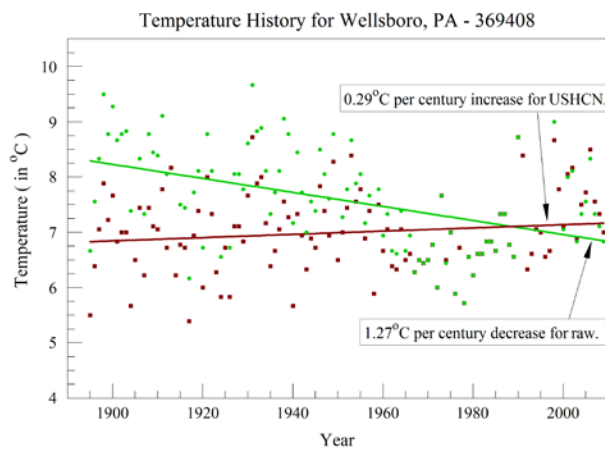 Temperature History for Wellsboro, PA - 369408
10
9
8
7
6
5
4
Temperature ( in °C )
0.29°C per century increase for USHCN.
1.27°C per century decrease for raw.
1900
1920
1940
1960
1980
2000
Year